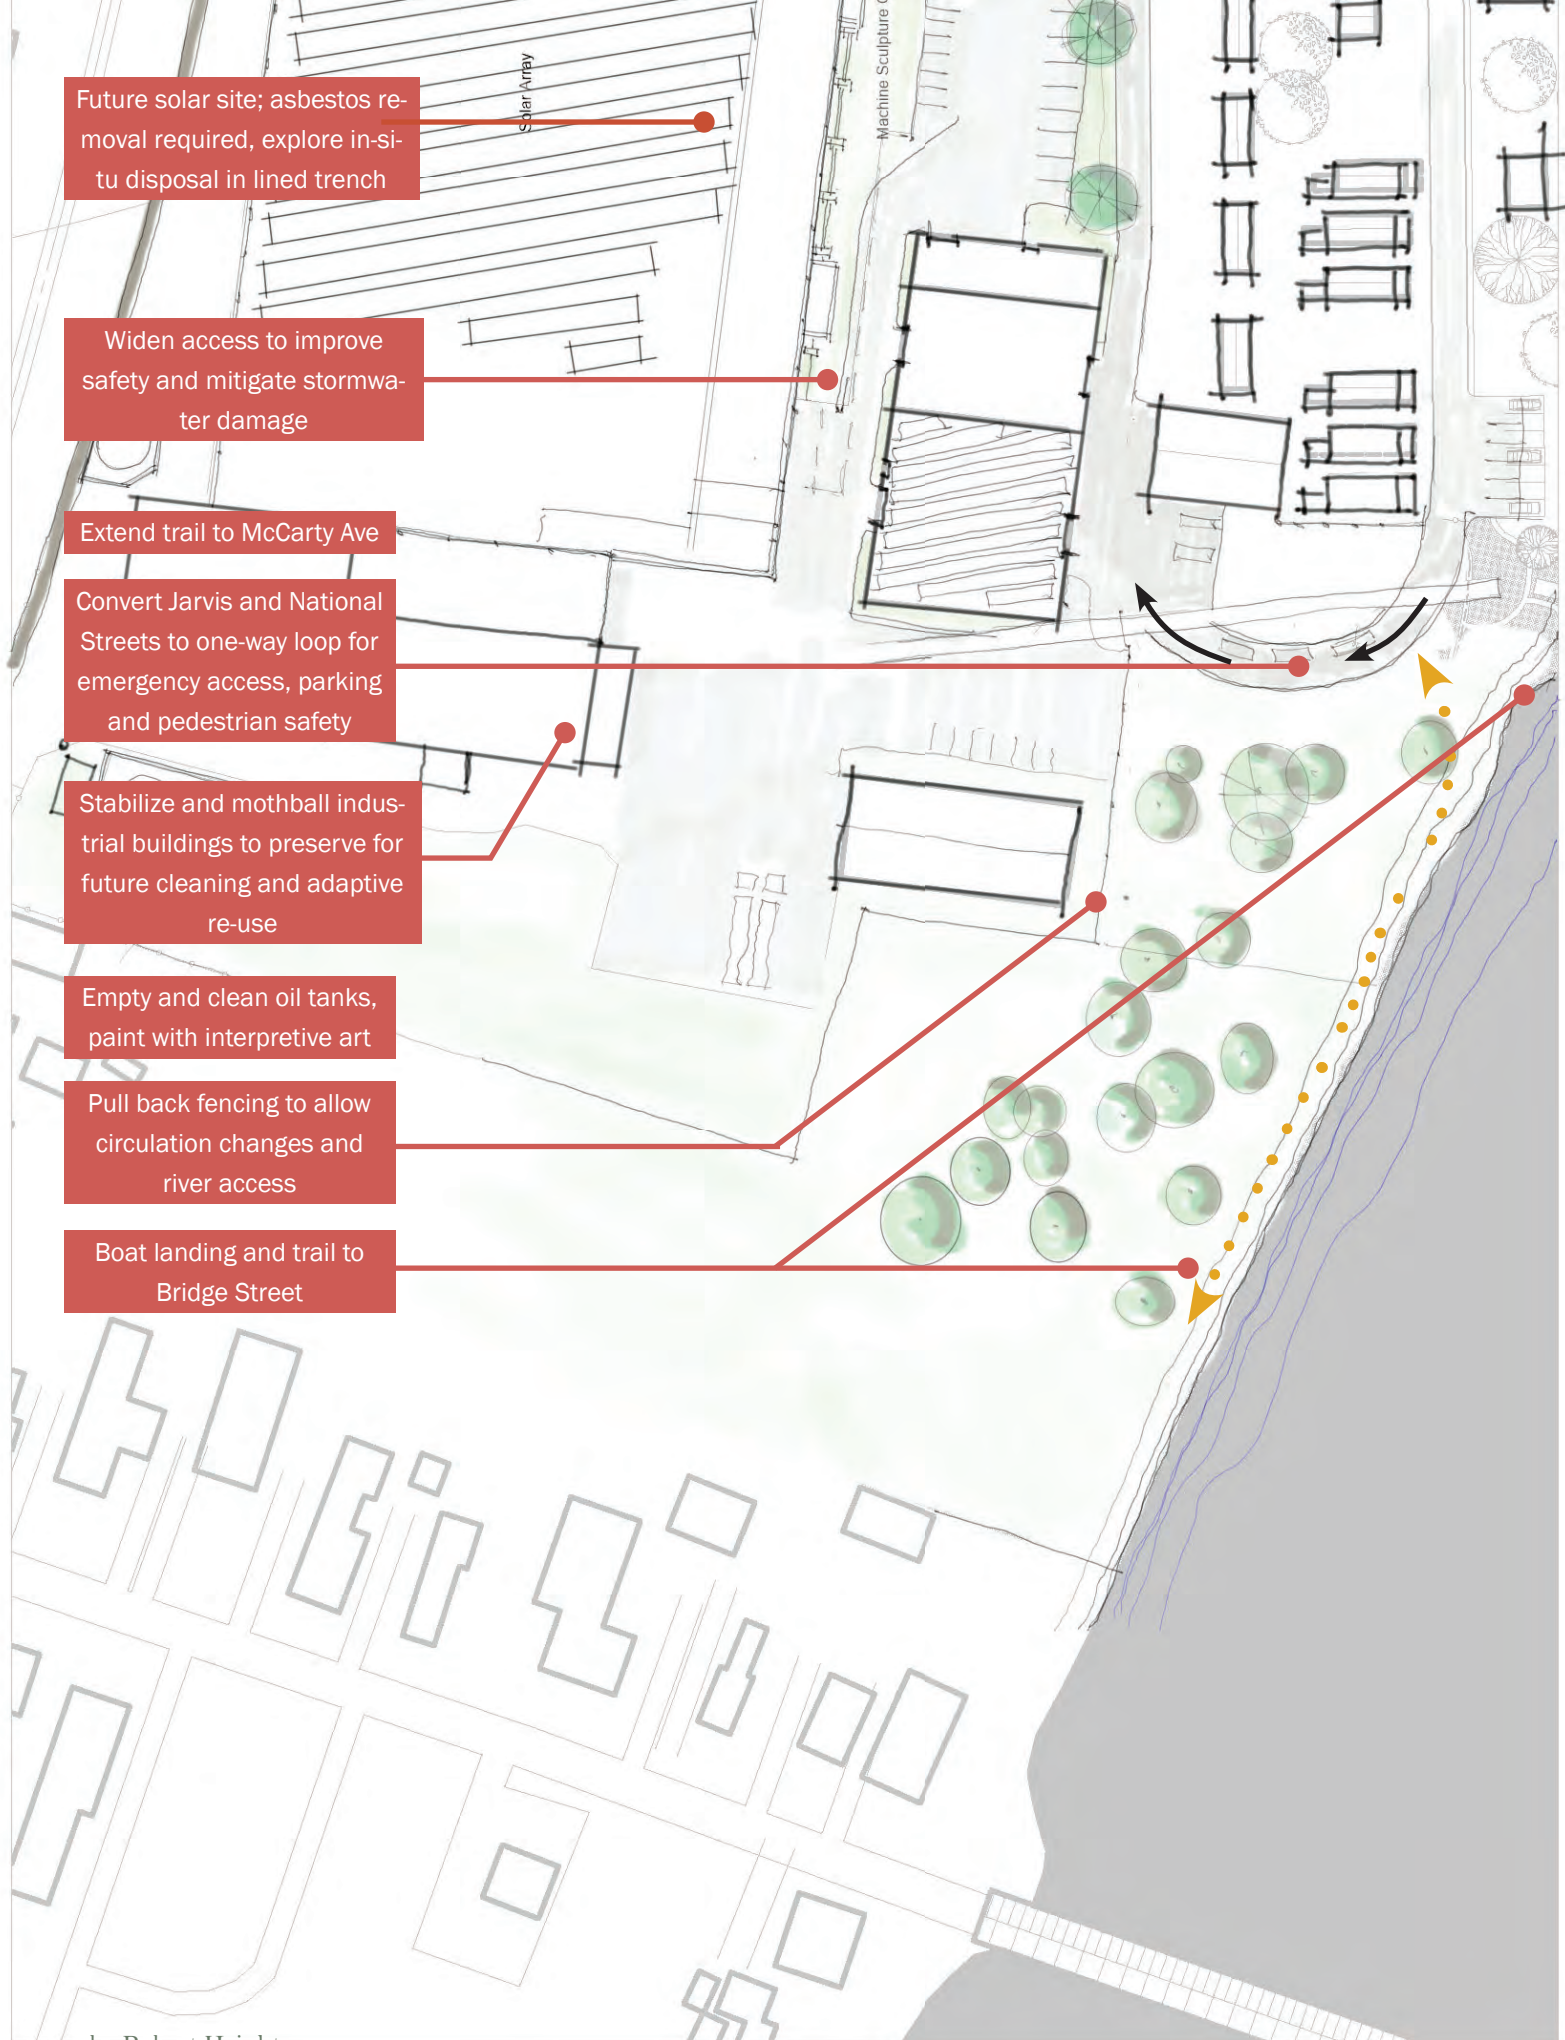 Solar Array
Machine Sculpture
Future solar site; asbestos re-
moval required, explore in-si-
tu disposal in lined trench
Widen access to improve
safety and mitigate stormwa-
ter damage
Extend trail to McCarty Ave
Convert Jarvis and National
Streets to one-way loop for
emergency access, parking
and pedestrian safety
Stabilize and mothball indus-
trial buildings to preserve for
future cleaning and adaptive
re-use
Empty and clean oil tanks,
paint with interpretive art
Pull back fencing to allow
circulation changes and
river access
Boat landing and trail to
Bridge Street